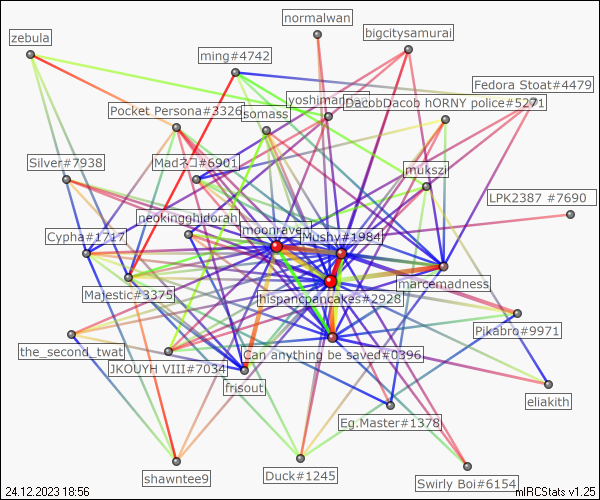 normalwan
zebula
bigcitysamurai
ming#4742
Fedora Stoat#4479
DacobDacob hORNY police#5271
Pocket Persona#3326
somass
Silver#7938
Madネコ#6901
mukszil
LPK2387 #7690
neokingghidorah
moonrave
Cypha#1717
Mushy#1984
marcemadness
Majestic#3375
hispancpancakes#2928
Pikabro#9971
the_second_twat
Can anything be saved#0396
JKOUYH VIII#7034
frisout
eliakith
Eg.Master#1378
shawntee9
Duck#1245
Swirly Boi#6154
24.12.2023 18:56
mIRCStats v1.25